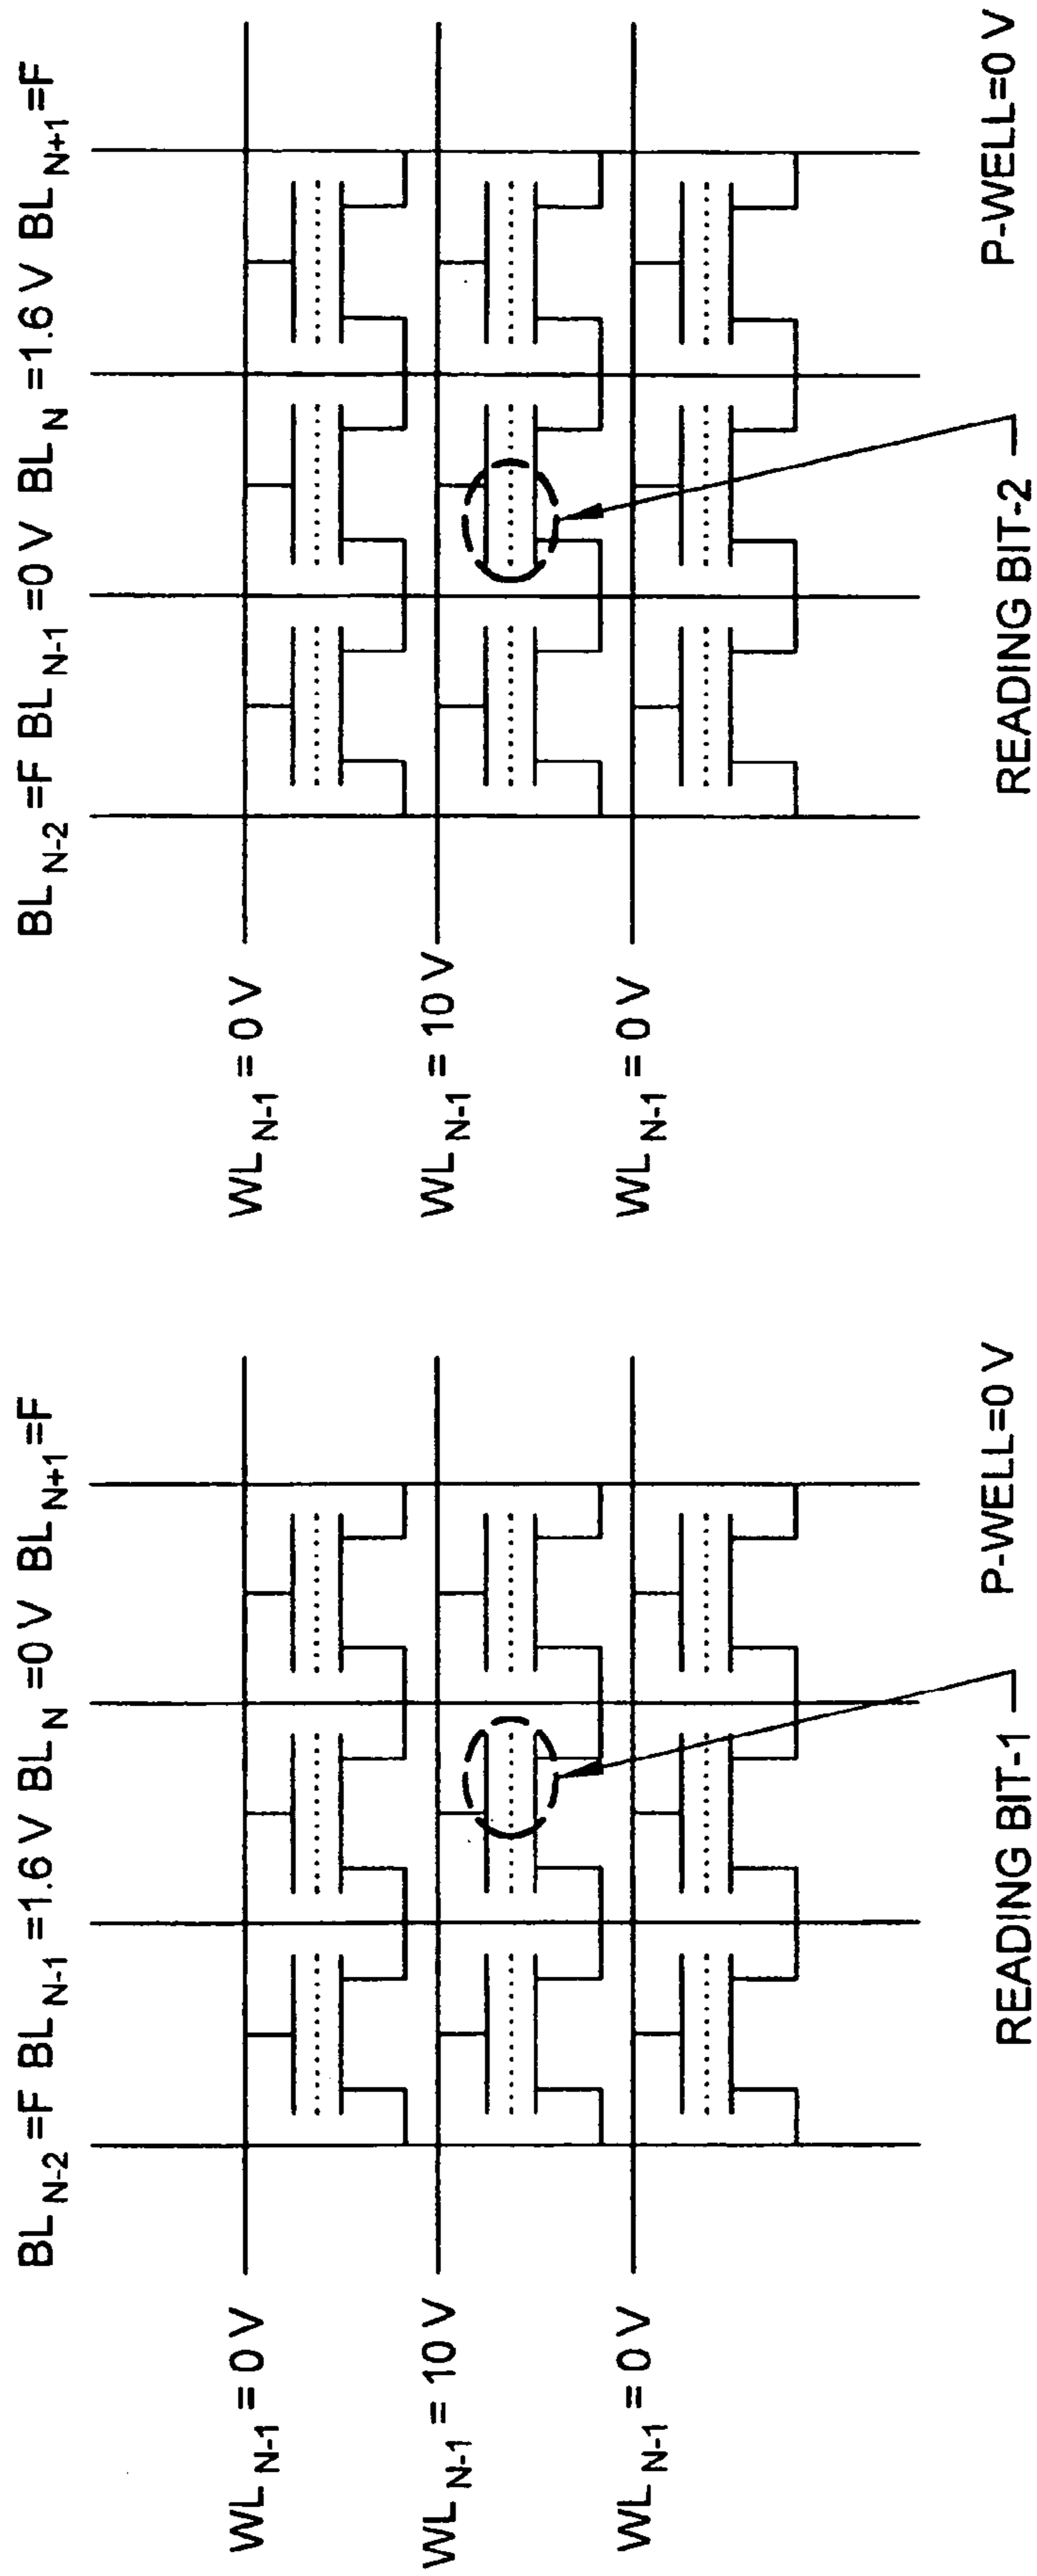 BL N-2 =F BL N-1 =1.6 V BL N =0 V BL N+1 =F
WL N-1 = 0 V
WL N-1 = 10 V
WL N-1 = 0 V
P-WELL=0 V
READING BIT-1
BL N-2 =F BL N-1 =0 V BL N =1.6 V BL N+1 =F
WL N-1 = 0 V
WL N-1 = 10 V
WL N-1 = 0 V
P-WELL=0 V
READING BIT-2